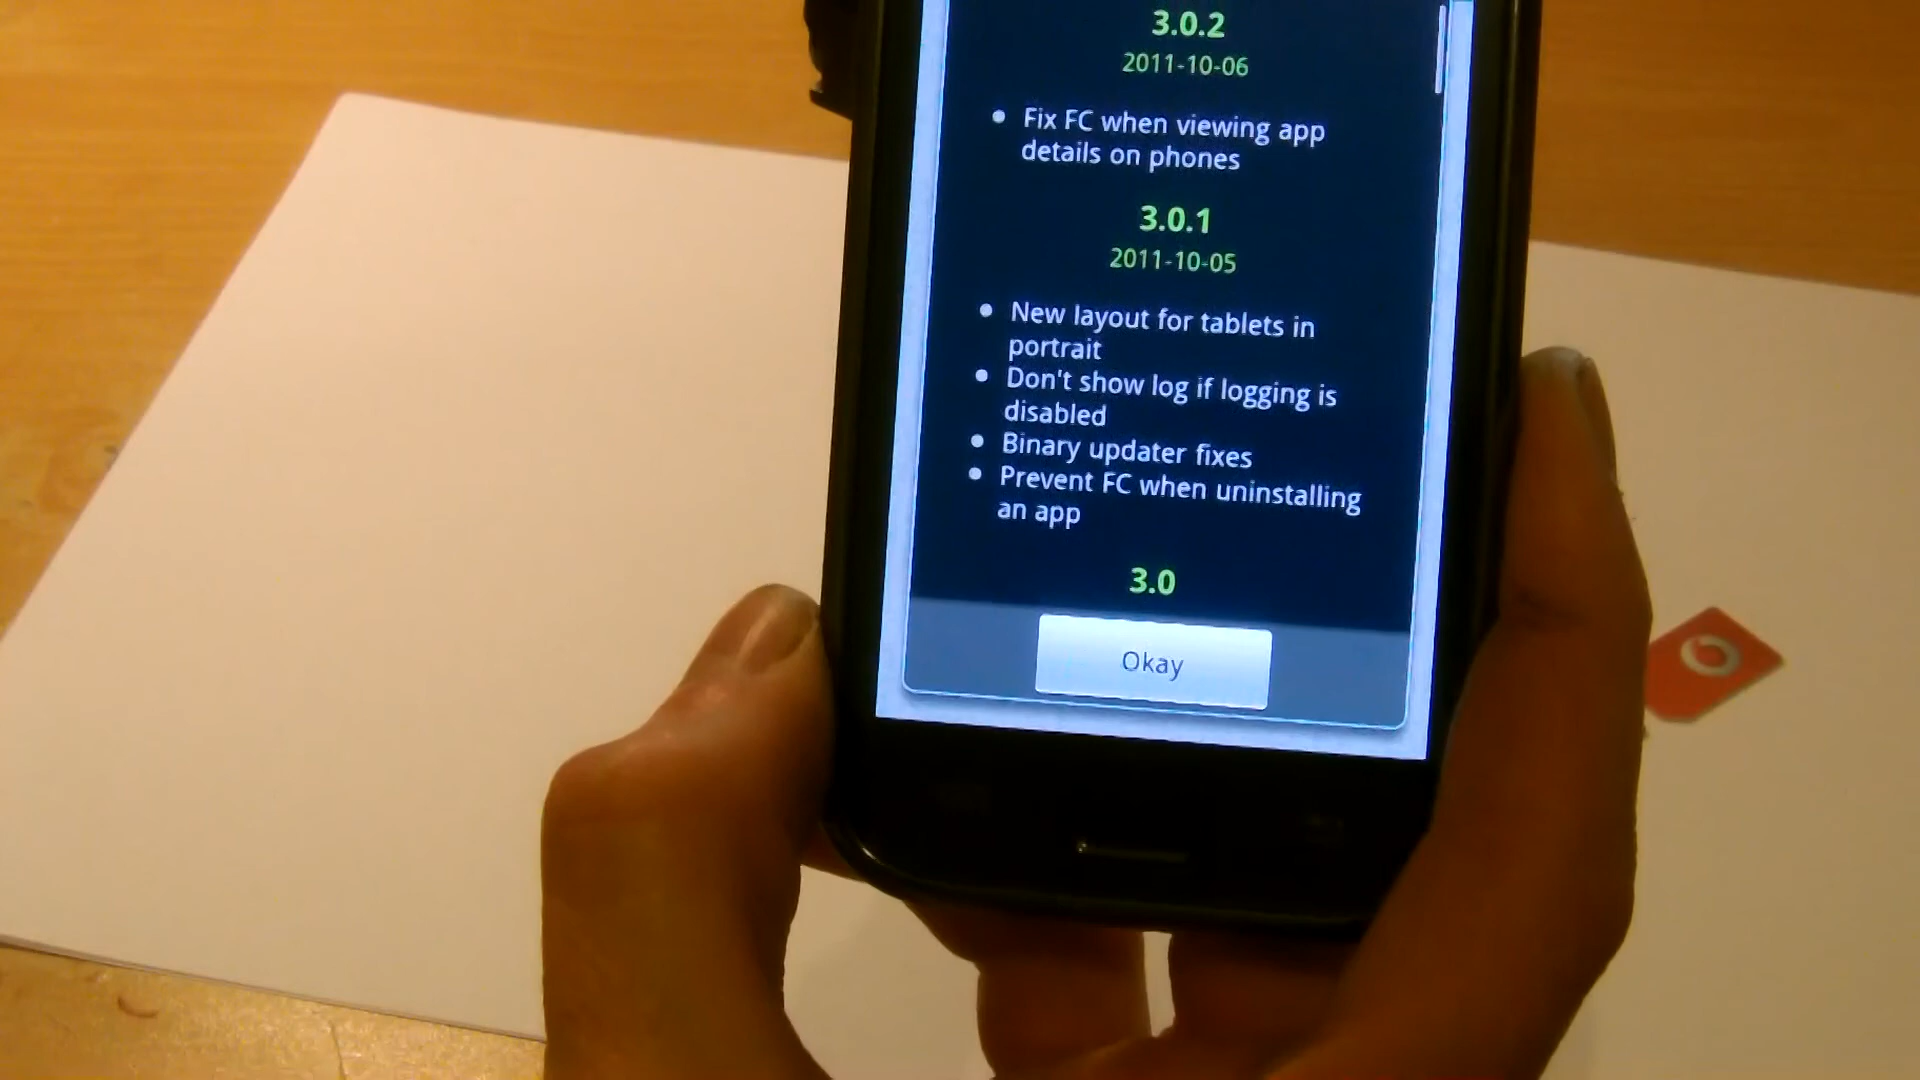 3.0.2
2011-10-06
• Fix FC when viewing app
details on phones
3.0.1
2011-10-05
• New layout for tablets in
portrait
• Don't show log if logging is
disabled
• Binary updater fixes
• Prevent FC when uninstalling
an app
3.0
Okay